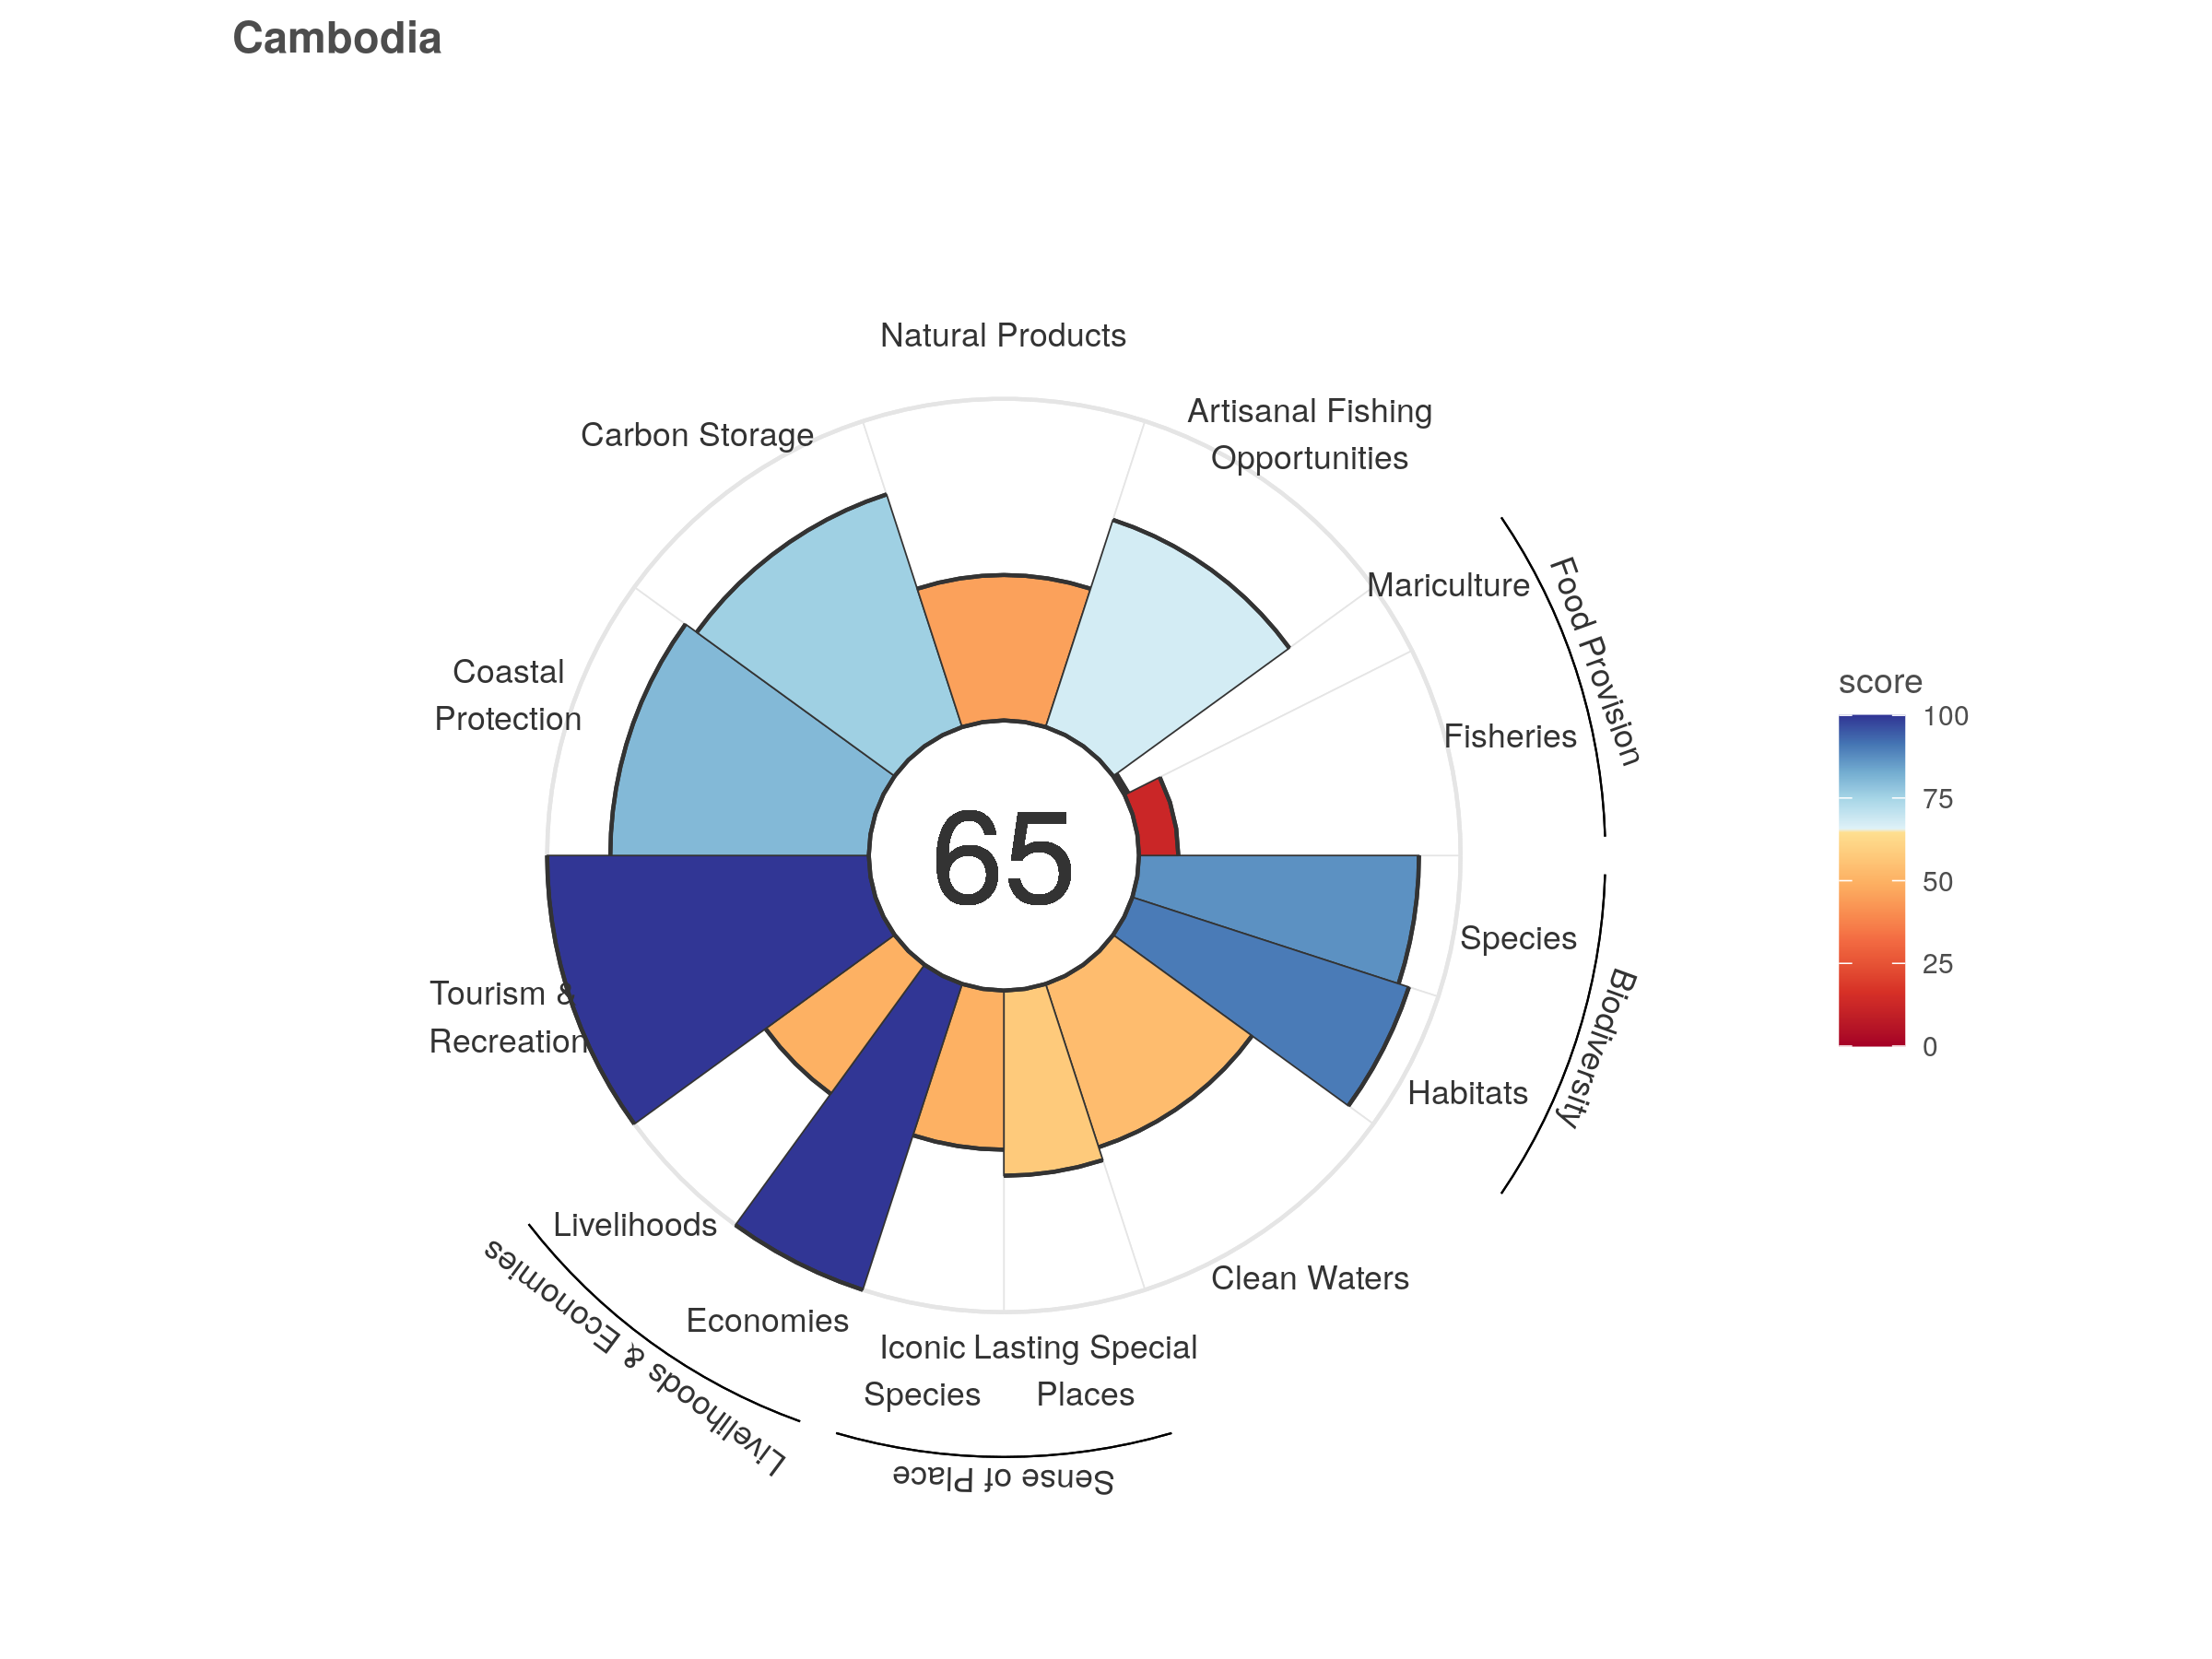 Cambodia
Natural Products
Artisanal Fishing
Opportunities
Carbon Storage
Mariculture
Food Provision
Fisheries
Coastal
Protection
65
Species
Biodiversity
Habitats
Tourism &
Recreation
Livelihoods
Economies
Livelihoods & Economies
Clean Waters
Iconic
Species
Lasting Special
Places
Sense of Place
score
100
75
50
25
0